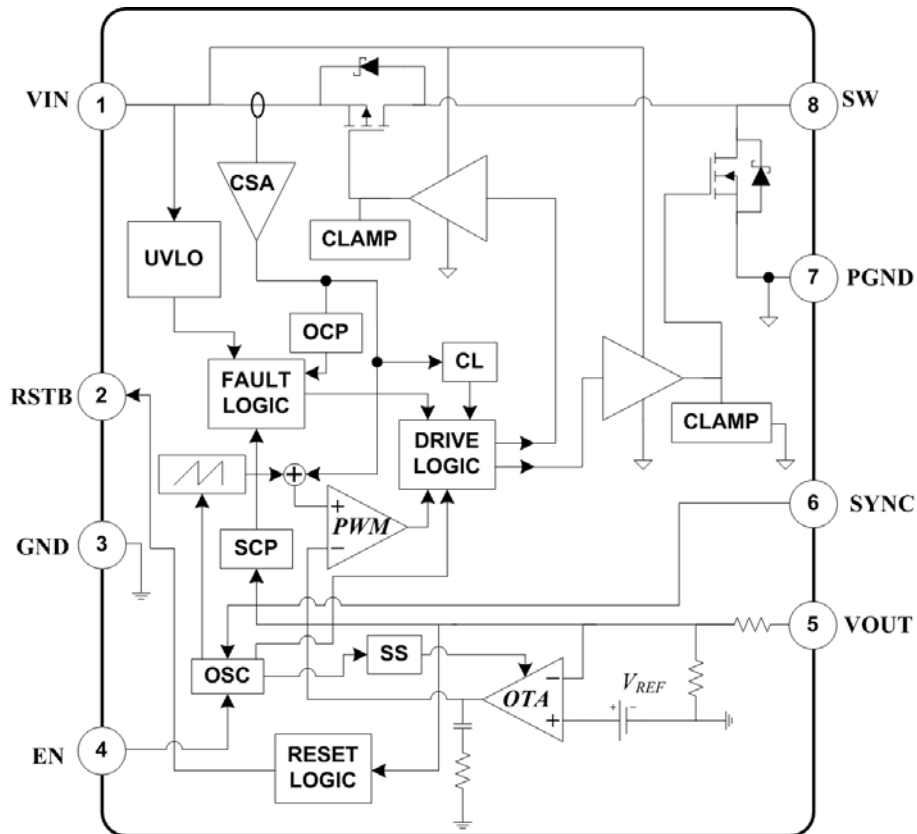 VIN
1
8
SW
CSA
CLAMP
UVLO
7
PGND
OCP
CL
FAULT
LOGIC
RSTB
2
CLAMP
DRIVE
LOGIC
+
+
PWM
−
6
SYNC
GND
3
SCP
5
VOUT
SS
OSC
−
OTA
+
VREF
+
−
EN
4
RESET
LOGIC